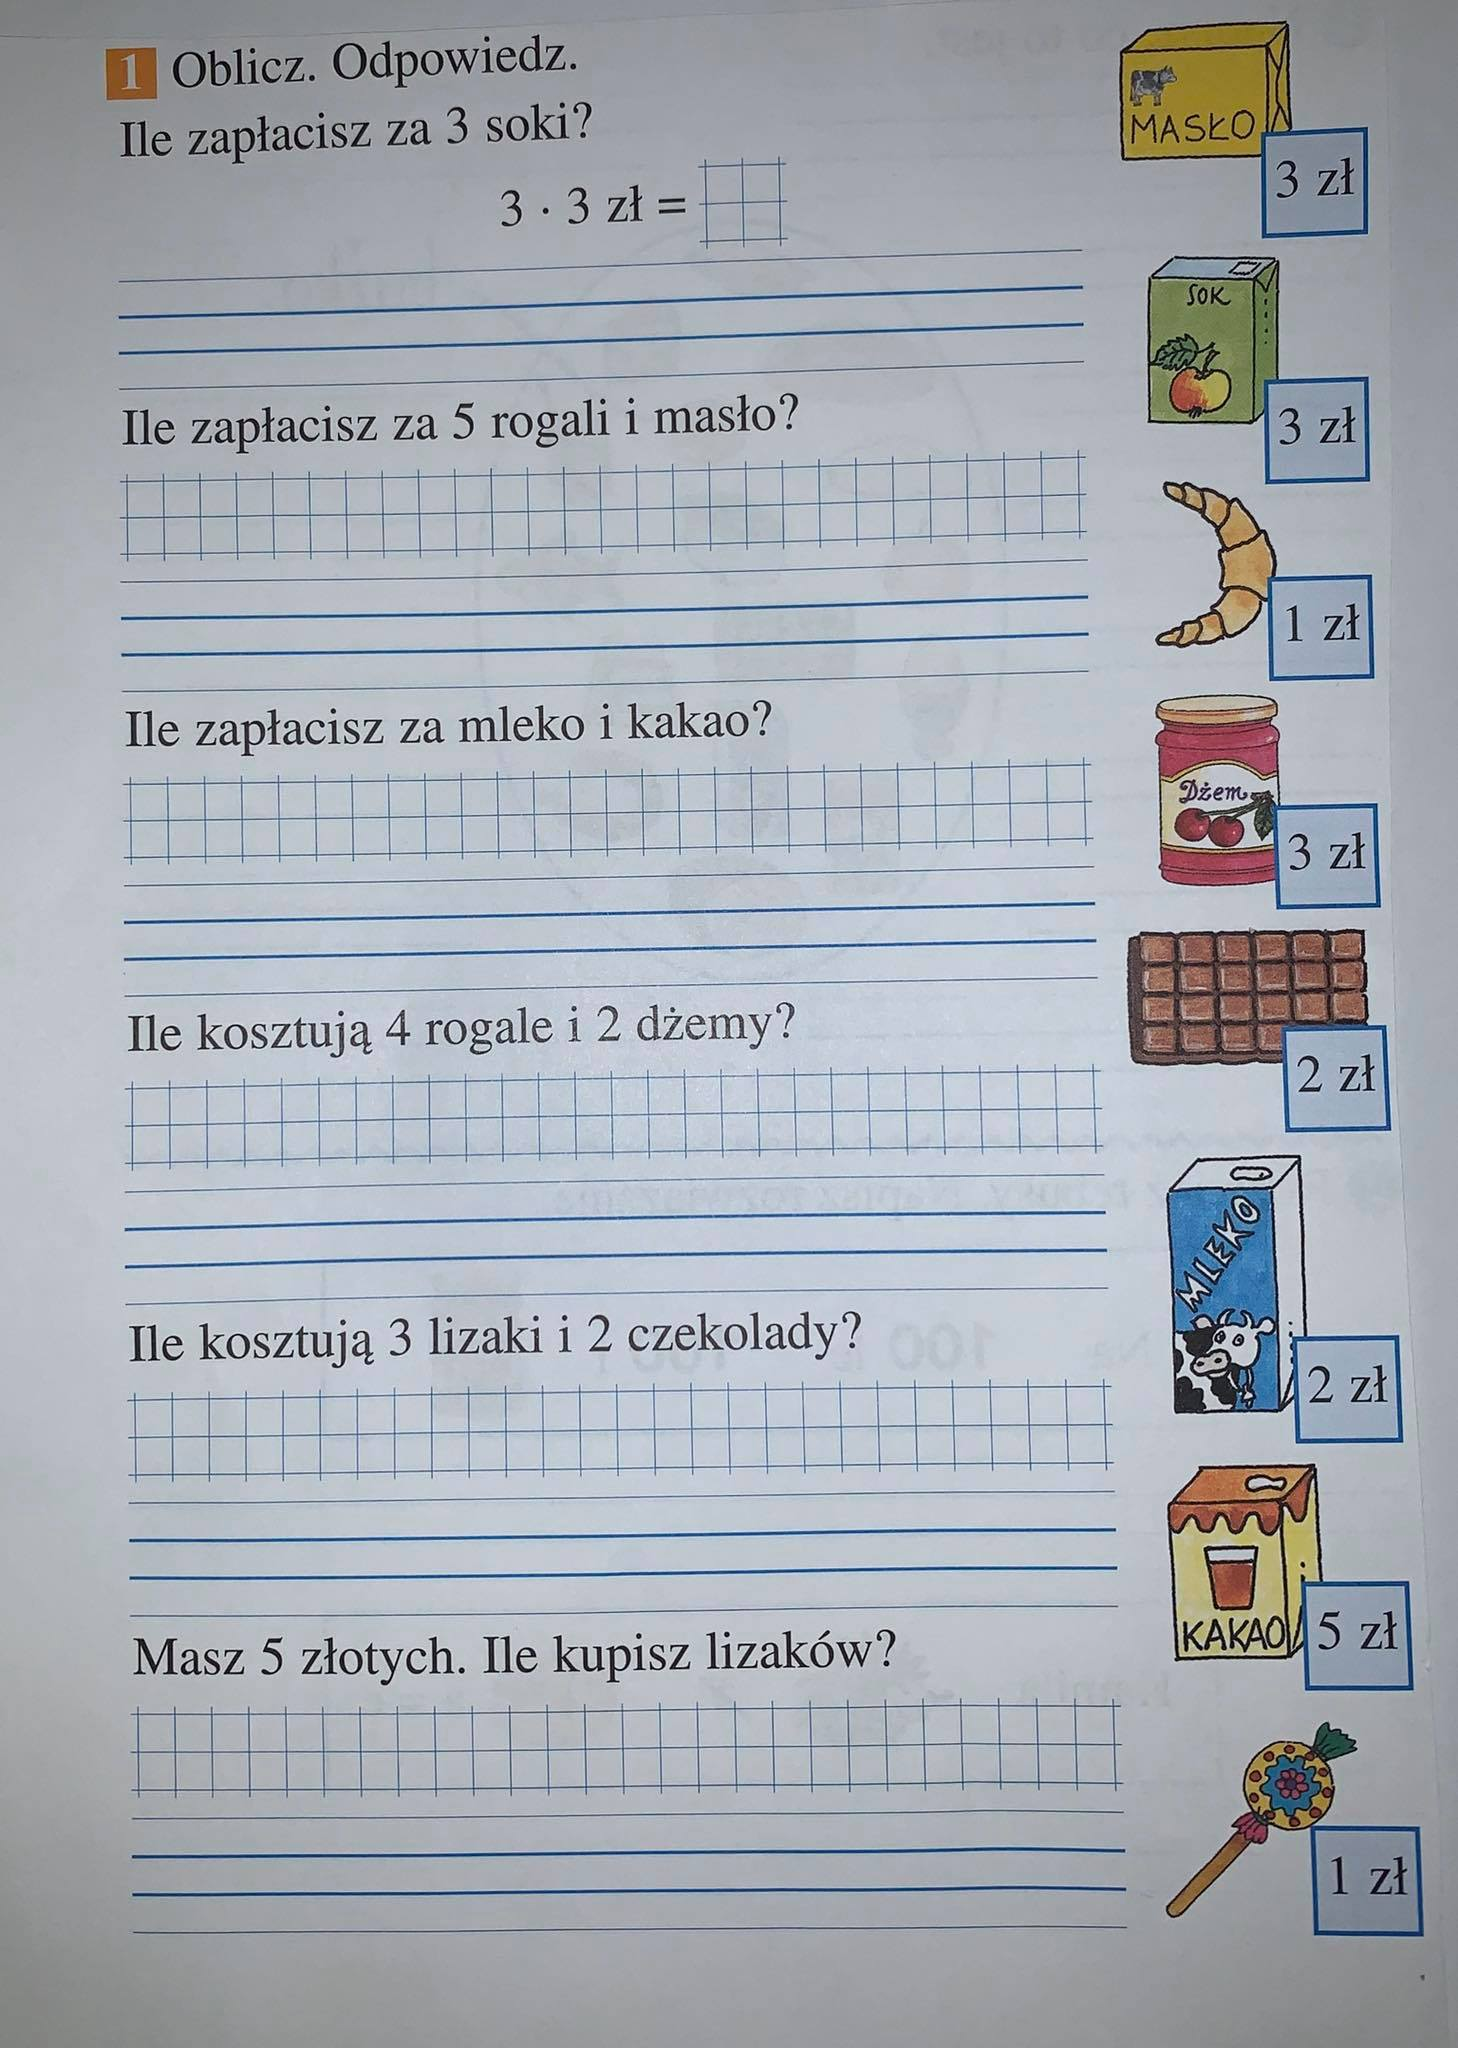 1 Oblicz. Odpowiedz.
Ile zapłacisz za 3 soki?
3 · 3 zł =
Ile zapłacisz za 5 rogali i masło?
Ile zapłacisz za mleko i kakao?
Ile kosztują 4 rogale i 2 dżemy?
Ile kosztują 3 lizaki i 2 czekolady?
Masz 5 złotych. Ile kupisz lizaków?
MASŁO
3 zł
SOK
3 zł
1 zł
Dżem
3 zł
2 zł
MLEKO
2 zł
KAKAO
5 zł
1 zł